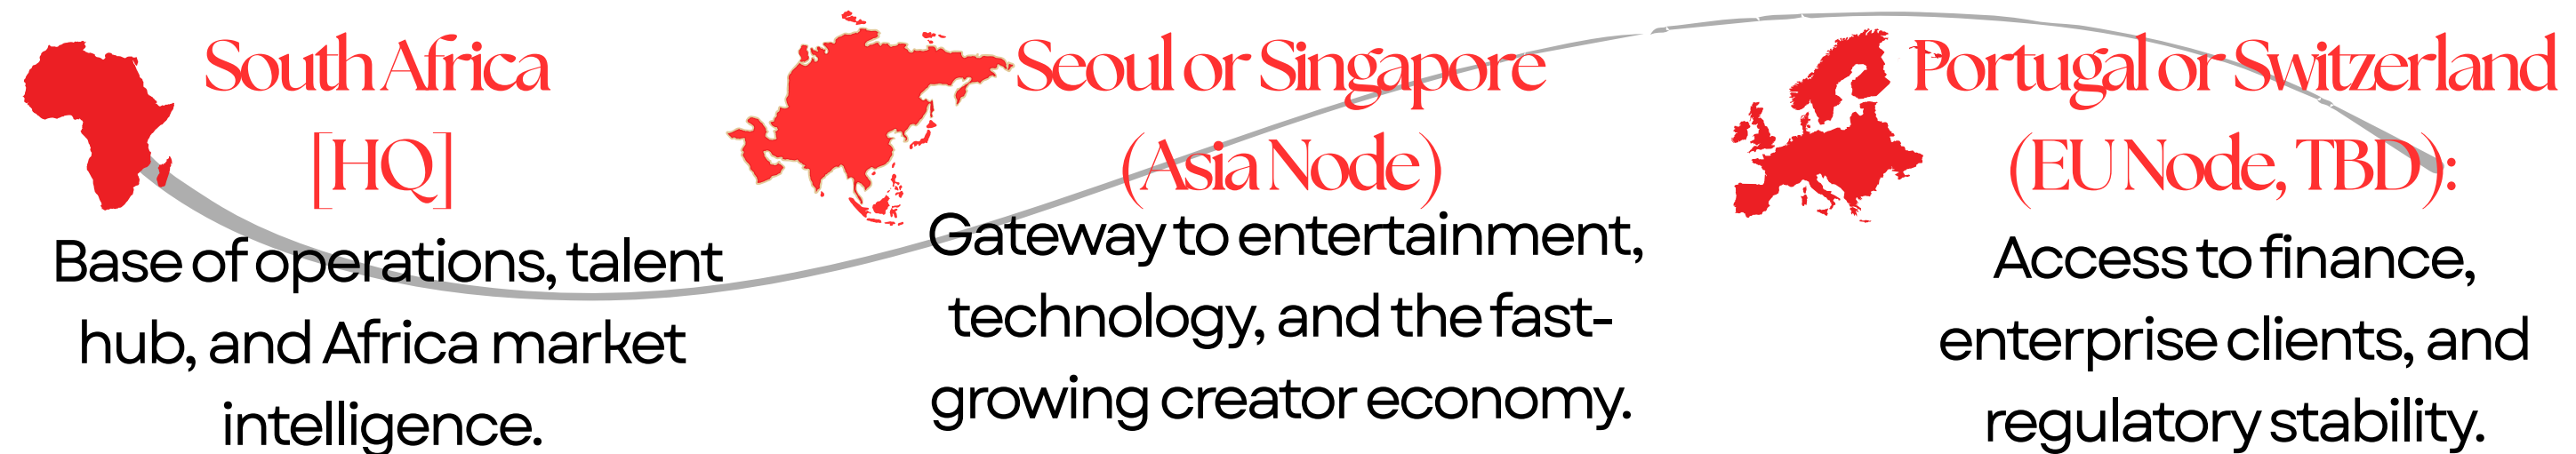 South Africa
[HQ]
Base of operations, talent
hub, and Africa market
intelligence.
Seoul or Singapore
(Asia Node)
Gateway to entertainment,
technology, and the fast-
growing creator economy.
Portugal or Switzerland
(EU Node, TBD):
Access to finance,
enterprise clients, and
regulatory stability.